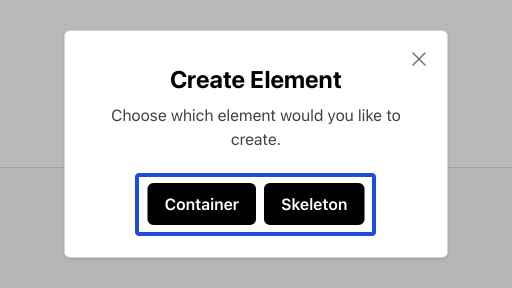 Create Element
Choose which element would you like to
create.
Container Skeleton